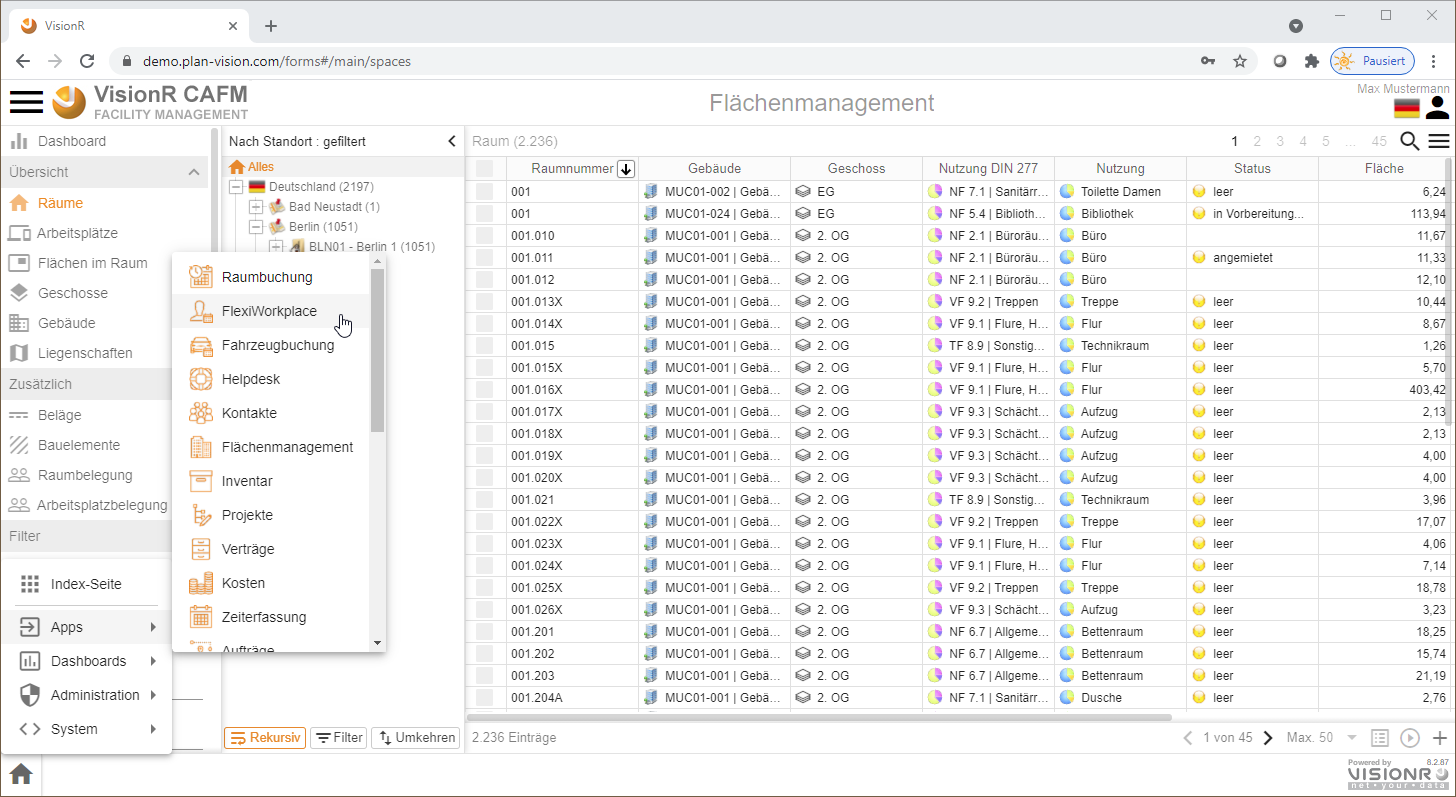 VisionR
demo.plan-vision.com/forms#/main/spaces
Pausiert
VisionR CAFM
FACILITY MANAGEMENT
Flächenmanagement
Max Mustermann
Dashboard
Übersicht
Räume
Arbeitsplätze
Flächen im Raum
Geschosse
Gebäude
Liegenschaften
Zusätzlich
Beläge
Bauelemente
Raumbelegung
Arbeitsplatzbelegung
Filter
Index-Seite
Apps
Dashboards
Administration
System
Nach Standort : gefiltert
Alles
Deutschland (2197)
Bad Neustadt (1)
Berlin (1051)
BLN01 - Berlin 1 (1051)
Raumbuchung
FlexiWorkplace
Fahrzeugbuchung
Helpdesk
Kontakte
Flächenmanagement
Inventar
Projekte
Verträge
Kosten
Zeiterfassung
Aufträge
Rekursiv Filter Umkehren
Raum (2.236) 1 2 3 4 5 ... 45
Raumnummer Gebäude Geschoss Nutzung DIN 277 Nutzung Status Fläche
001 MUC01-002 | Gebä... EG NF 7.1 | Sanitärr... Toilette Damen leer 6,24
001 MUC01-024 | Gebä... EG NF 5.4 | Biblioth... Bibliothek in Vorbereitung... 113,94
001.010 MUC01-001 | Gebä... 2. OG NF 2.1 | Büroräu... Büro 11,67
001.011 MUC01-001 | Gebä... 2. OG NF 2.1 | Büroräu... Büro angemietet 11,33
001.012 MUC01-001 | Gebä... 2. OG NF 2.1 | Büroräu... Büro 12,10
001.013X MUC01-001 | Gebä... 2. OG VF 9.2 | Treppen Treppe leer 10,44
001.014X MUC01-001 | Gebä... 2. OG VF 9.1 | Flure, H... Flur leer 8,67
001.015 MUC01-001 | Gebä... 2. OG TF 8.9 | Sonstig... Technikraum leer 1,26
001.015X MUC01-001 | Gebä... 2. OG VF 9.1 | Flure, H... Flur leer 5,70
001.016X MUC01-001 | Gebä... 2. OG VF 9.1 | Flure, H... Flur leer 403,42
001.017X MUC01-001 | Gebä... 2. OG VF 9.3 | Schächt... Aufzug leer 2,13
001.018X MUC01-001 | Gebä... 2. OG VF 9.3 | Schächt... Aufzug leer 2,13
001.019X MUC01-001 | Gebä... 2. OG VF 9.3 | Schächt... Aufzug leer 4,00
001.020X MUC01-001 | Gebä... 2. OG VF 9.3 | Schächt... Aufzug leer 4,00
001.021 MUC01-001 | Gebä... 2. OG TF 8.9 | Sonstig... Technikraum leer 3,96
001.022X MUC01-001 | Gebä... 2. OG VF 9.2 | Treppen Treppe leer 17,07
001.023X MUC01-001 | Gebä... 2. OG VF 9.1 | Flure, H... Flur leer 4,06
001.024X MUC01-001 | Gebä... 2. OG VF 9.1 | Flure, H... Flur leer 7,14
001.025X MUC01-001 | Gebä... 2. OG VF 9.2 | Treppen Treppe leer 18,78
001.026X MUC01-001 | Gebä... 2. OG VF 9.3 | Schächt... Aufzug leer 3,23
001.201 MUC01-001 | Gebä... 2. OG NF 6.7 | Allgeme... Bettenraum leer 18,25
001.202 MUC01-001 | Gebä... 2. OG NF 6.7 | Allgeme... Bettenraum leer 15,74
001.203 MUC01-001 | Gebä... 2. OG NF 6.7 | Allgeme... Bettenraum leer 21,19
001.204A MUC01-001 | Gebä... 2. OG NF 7.1 | Sanitärr... Dusche leer 2,76
2.236 Einträge 1 von 45 Max. 50
Powered by 8.2.87
VISIONR
net • your • data